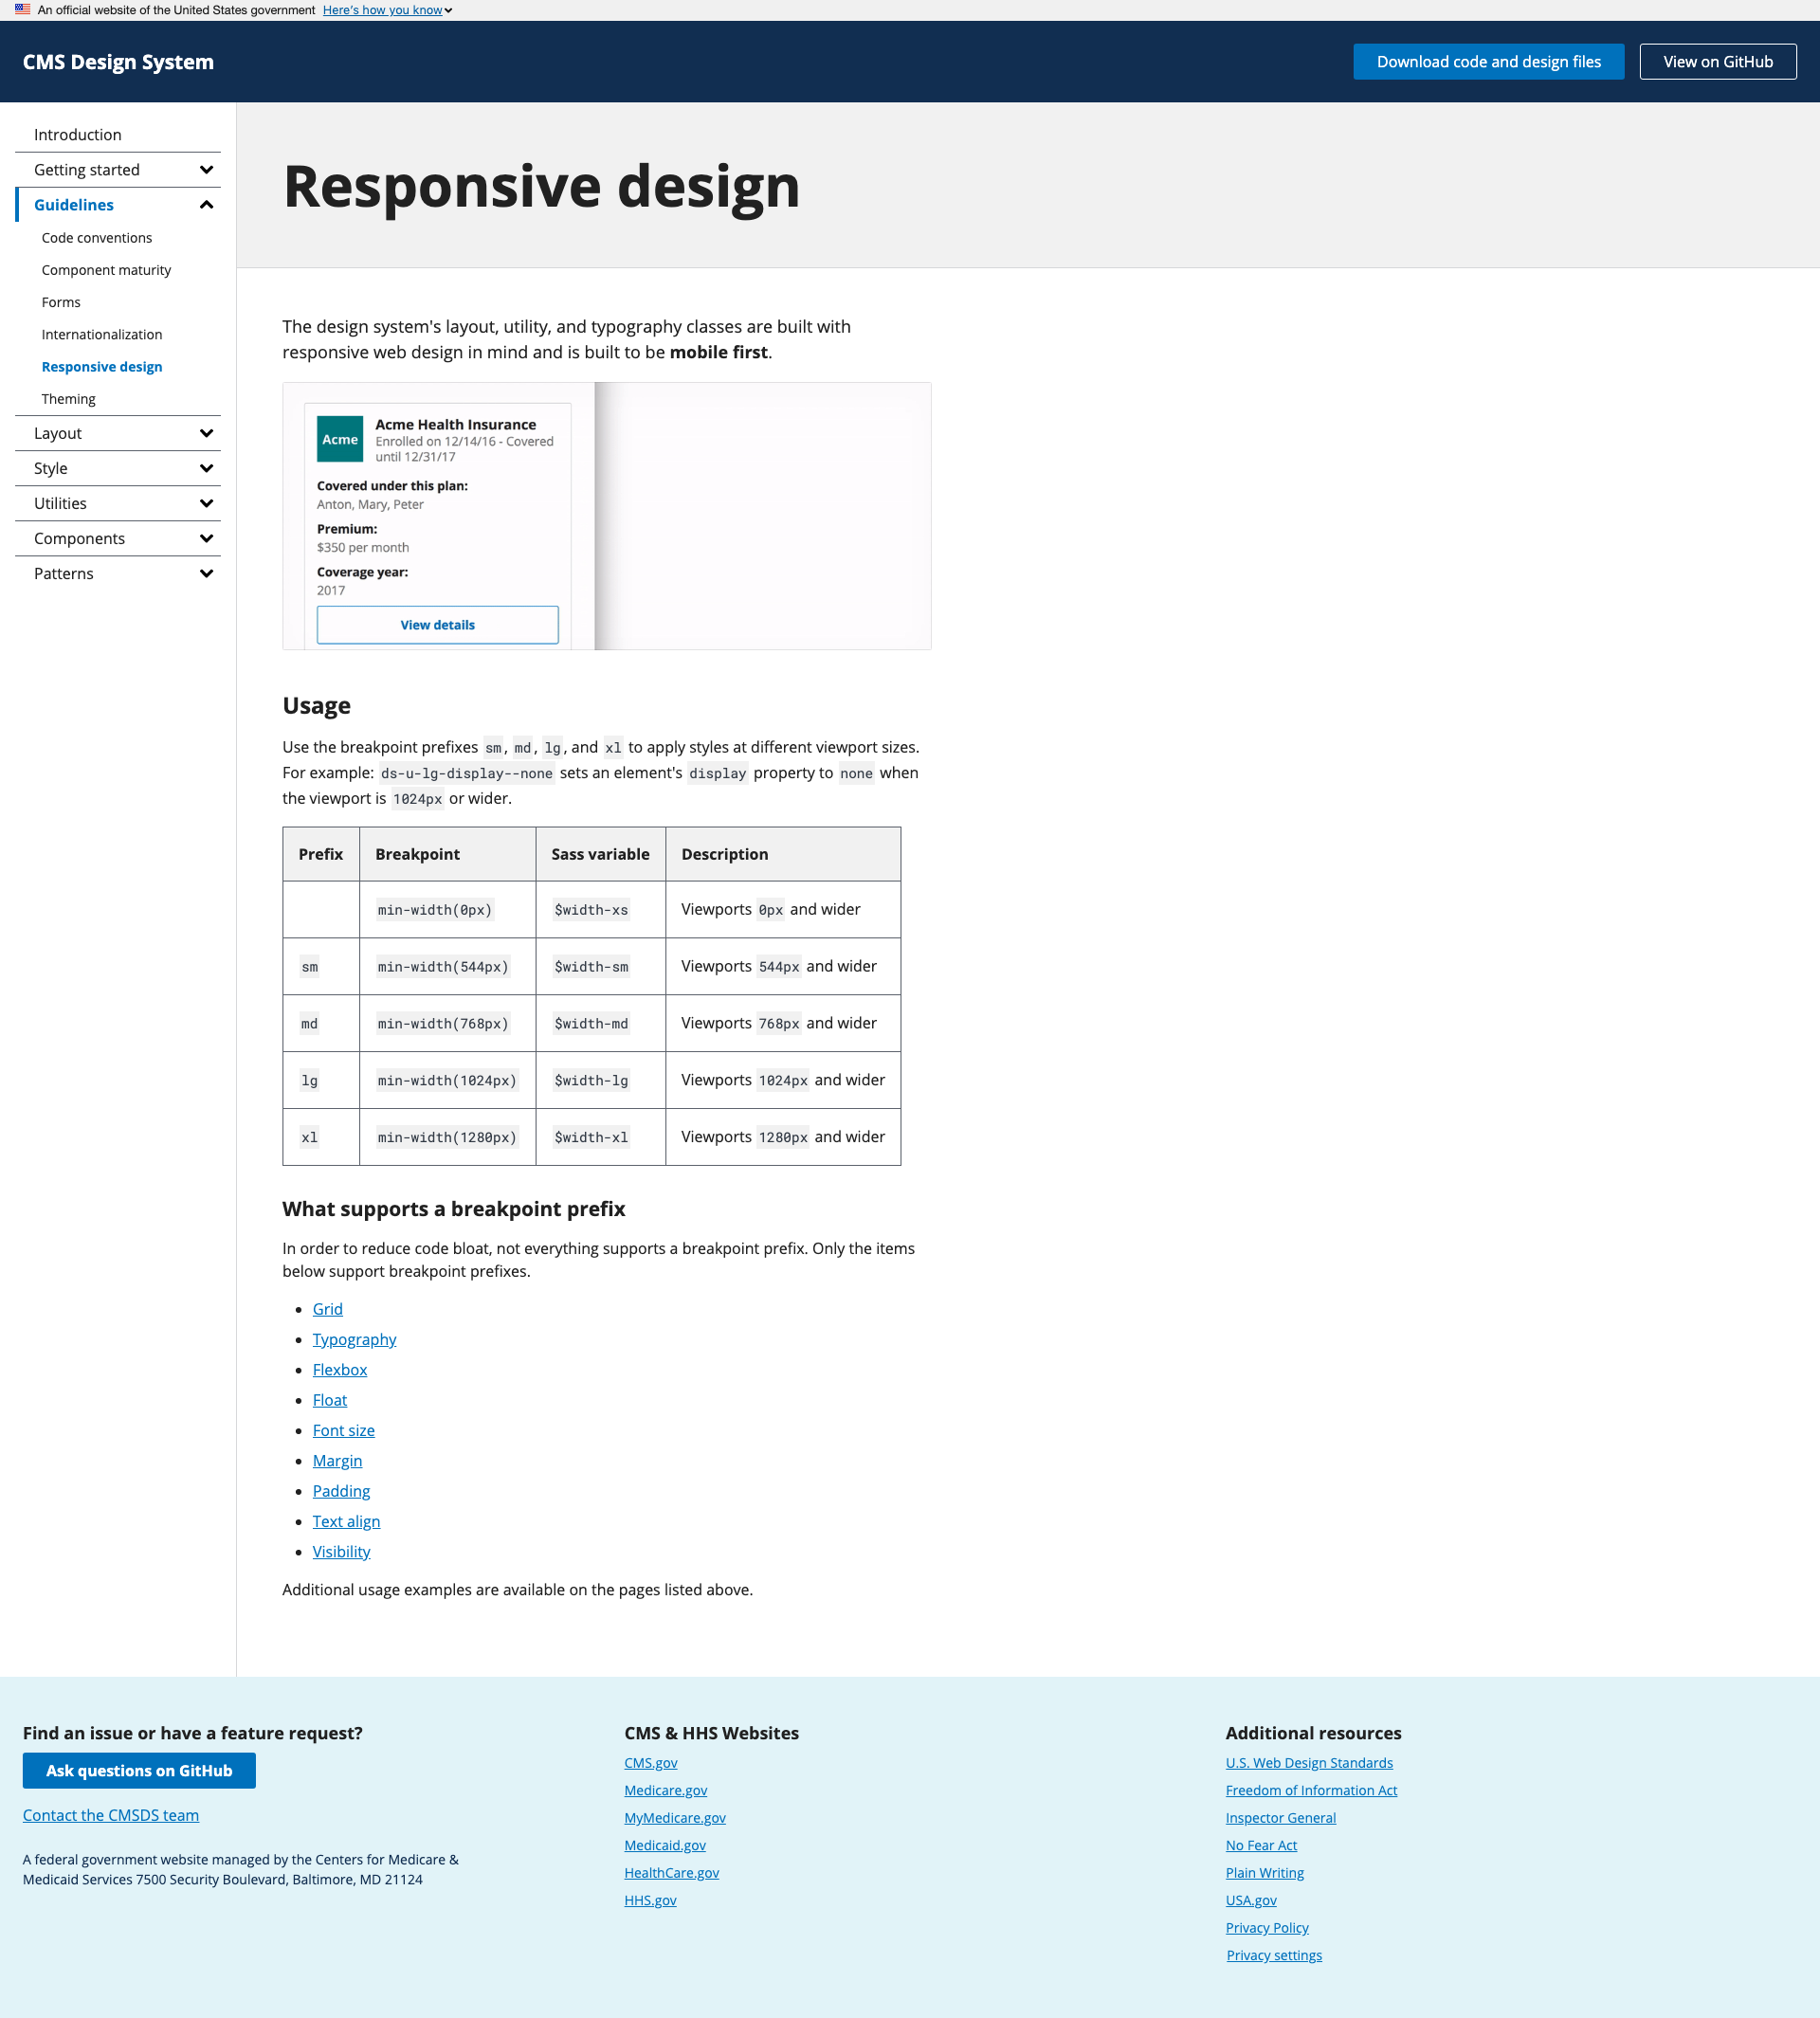 An official website of the United States government Here's how you know
CMS Design System
Download code and design files
View on GitHub
Introduction
Getting started
Guidelines
Code conventions
Component maturity
Forms
Internationalization
Responsive design
Theming
Layout
Style
Utilities
Components
Patterns
Responsive design
The design system's layout, utility, and typography classes are built with
responsive web design in mind and is built to be mobile first.
Acme
Acme Health Insurance
Enrolled on 12/14/16 - Covered
until 12/31/17
Covered under this plan:
Anton, Mary, Peter
Premium:
$350 per month
Coverage year:
2017
View details
Usage
Use the breakpoint prefixes sm, md, lg, and xl to apply styles at different viewport sizes.
For example: ds-u-lg-display--none sets an element's display property to none when
the viewport is 1024px or wider.
Prefix Breakpoint Sass variable Description
min-width(0px) $width-xs Viewports 0px and wider
sm min-width(544px) $width-sm Viewports 544px and wider
md min-width(768px) $width-md Viewports 768px and wider
lg min-width(1024px) $width-lg Viewports 1024px and wider
xl min-width(1280px) $width-xl Viewports 1280px and wider
What supports a breakpoint prefix
In order to reduce code bloat, not everything supports a breakpoint prefix. Only the items
below support breakpoint prefixes.
Grid
Typography
Flexbox
Float
Font size
Margin
Padding
Text align
Visibility
Additional usage examples are available on the pages listed above.
Find an issue or have a feature request?
Ask questions on GitHub
Contact the CMSDS team
A federal government website managed by the Centers for Medicare &
Medicaid Services 7500 Security Boulevard, Baltimore, MD 21124
CMS & HHS Websites
CMS.gov
Medicare.gov
MyMedicare.gov
Medicaid.gov
HealthCare.gov
HHS.gov
Additional resources
U.S. Web Design Standards
Freedom of Information Act
Inspector General
No Fear Act
Plain Writing
USA.gov
Privacy Policy
Privacy settings